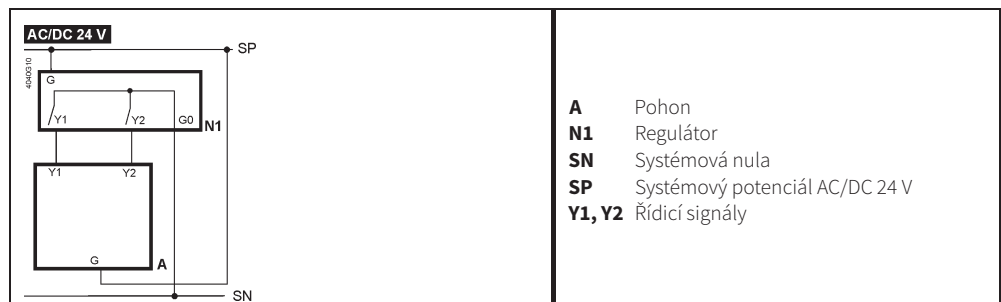 AC/DC 24 V
SP
4040G10
G
Y1
Y2
G0
N1
Y1
Y2
G
A
SN
A Pohon
N1 Regulátor
SN Systémová nula
SP Systémový potenciál AC/DC 24 V
Y1, Y2 Řídicí signály